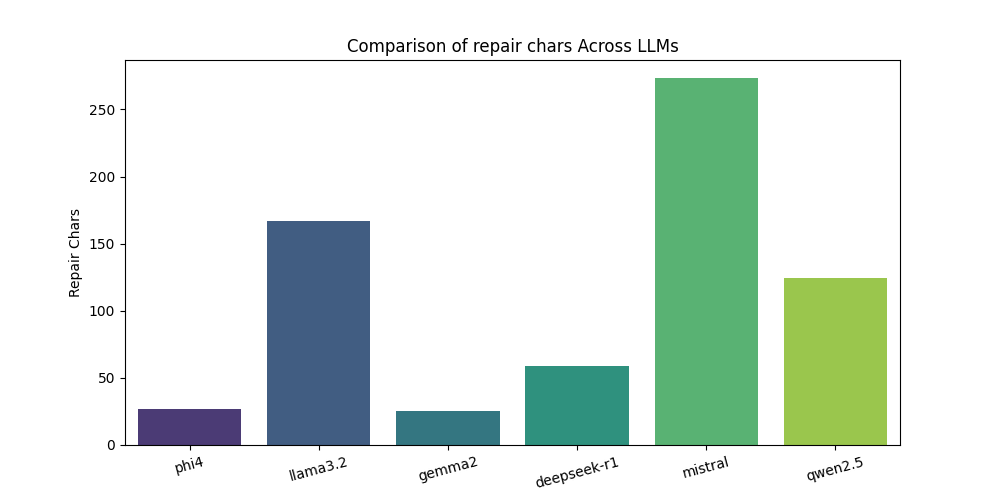 Comparison of repair chars Across LLMs
Repair Chars
250
200
150
100
50
0
phi4
llama3.2
gemma2
deepseek-r1
mistral
qwen2.5